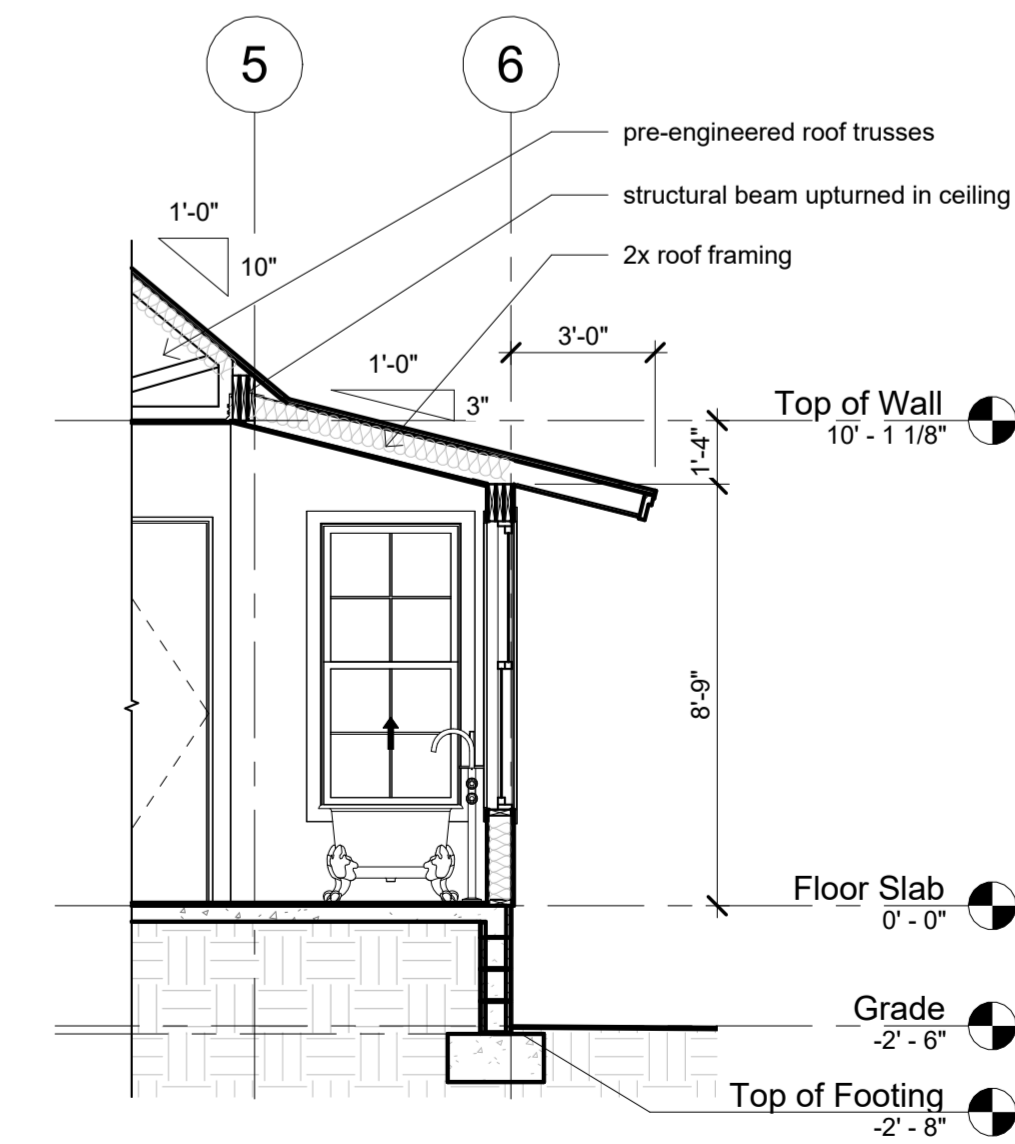 5
6
pre-engineered roof trusses
structural beam upturned in ceiling
2x roof framing
1'-0"
10"
1'-0"
3"
3'-0"
Top of Wall
10' - 1 1/8"
1'-4"
8'-9"
Floor Slab
0' - 0"
Grade
-2' - 6"
Top of Footing
-2' - 8"